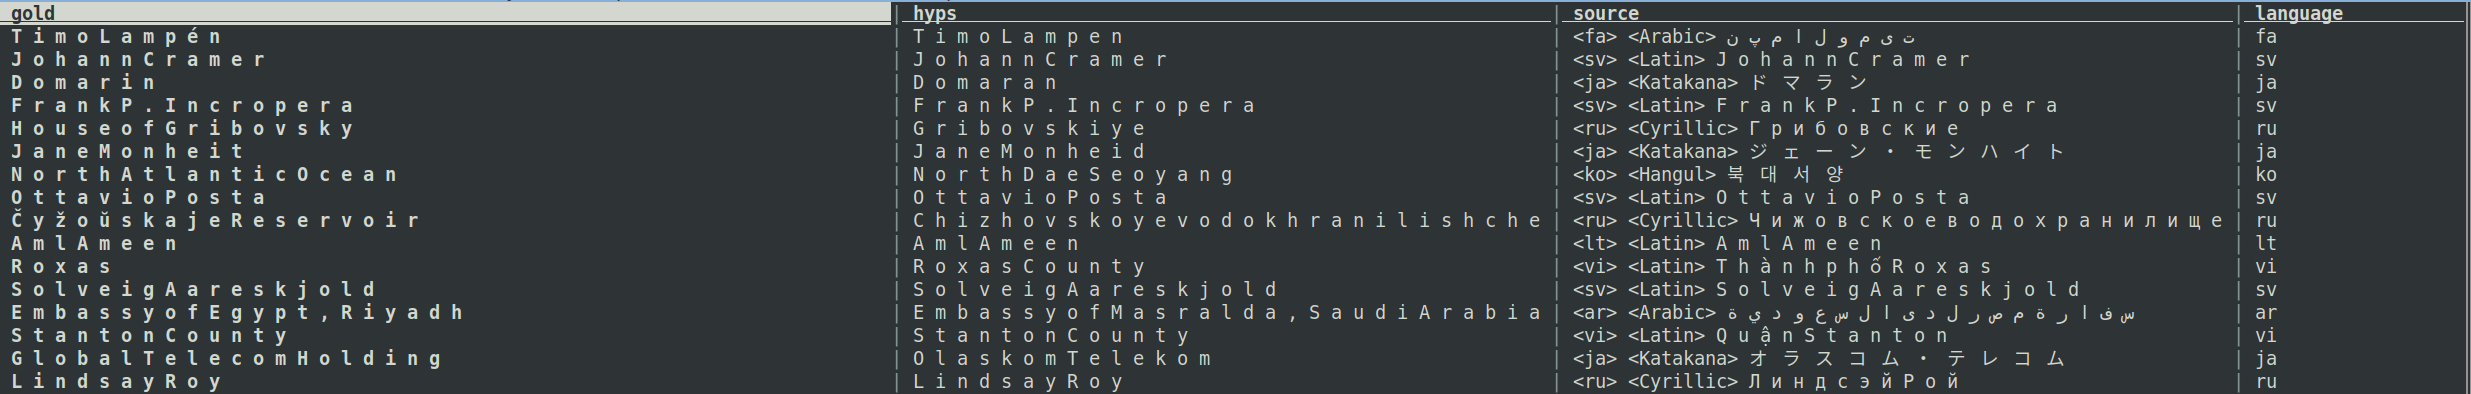 gold | hyps | source | language
T i m o L a m p é n | T i m o L a m p e n | <fa> <Arabic> ت ی م و ل ا م پ ن | fa
J o h a n n C r a m e r | J o h a n n C r a m e r | <sv> <Latin> J o h a n n C r a m e r | sv
D o m a r i n | D o m a r a n | <ja> <Katakana> ド マ ラ ン | ja
F r a n k P . I n c r o p e r a | F r a n k P . I n c r o p e r a | <sv> <Latin> F r a n k P . I n c r o p e r a | sv
H o u s e o f G r i b o v s k y | G r i b o v s k i y e | <ru> <Cyrillic> Г р и б о в с к и е | ru
J a n e M o n h e i t | J a n e M o n h e i d | <ja> <Katakana> ジ ェ ー ン ・ モ ン ハ イ ト | ja
N o r t h A t l a n t i c O c e a n | N o r t h D a e S e o y a n g | <ko> <Hangul> 북 대 서 양 | ko
O t t a v i o P o s t a | O t t a v i o P o s t a | <sv> <Latin> O t t a v i o P o s t a | sv
Č y ž o ŭ s k a j e R e s e r v o i r | C h i z h o v s k o y e v o d o k h r a n i l i s h c h e | <ru> <Cyrillic> Ч и ж о в с к о е в о д о х р а н и л и щ е | ru
A m l A m e e n | A m l A m e e n | <lt> <Latin> A m l A m e e n | lt
R o x a s | R o x a s C o u n t y | <vi> <Latin> T h à n h p h ố R o x a s | vi
S o l v e i g A a r e s k j o l d | S o l v e i g A a r e s k j o l d | <sv> <Latin> S o l v e i g A a r e s k j o l d | sv
E m b a s s y o f E g y p t , R i y a d h | E m b a s s y o f M a s r a l d a , S a u d i A r a b i a | <ar> <Arabic> س ف ا ر ة م ص ر ل د ى ا ل س ع و د ي ة | ar
S t a n t o n C o u n t y | S t a n t o n C o u n t y | <vi> <Latin> Q u ậ n S t a n t o n | vi
G l o b a l T e l e c o m H o l d i n g | O l a s k o m T e l e k o m | <ja> <Katakana> オ ラ ス コ ム ・ テ レ コ ム | ja
L i n d s a y R o y | L i n d s a y R o y | <ru> <Cyrillic> Л и н д с э й Р о й | ru